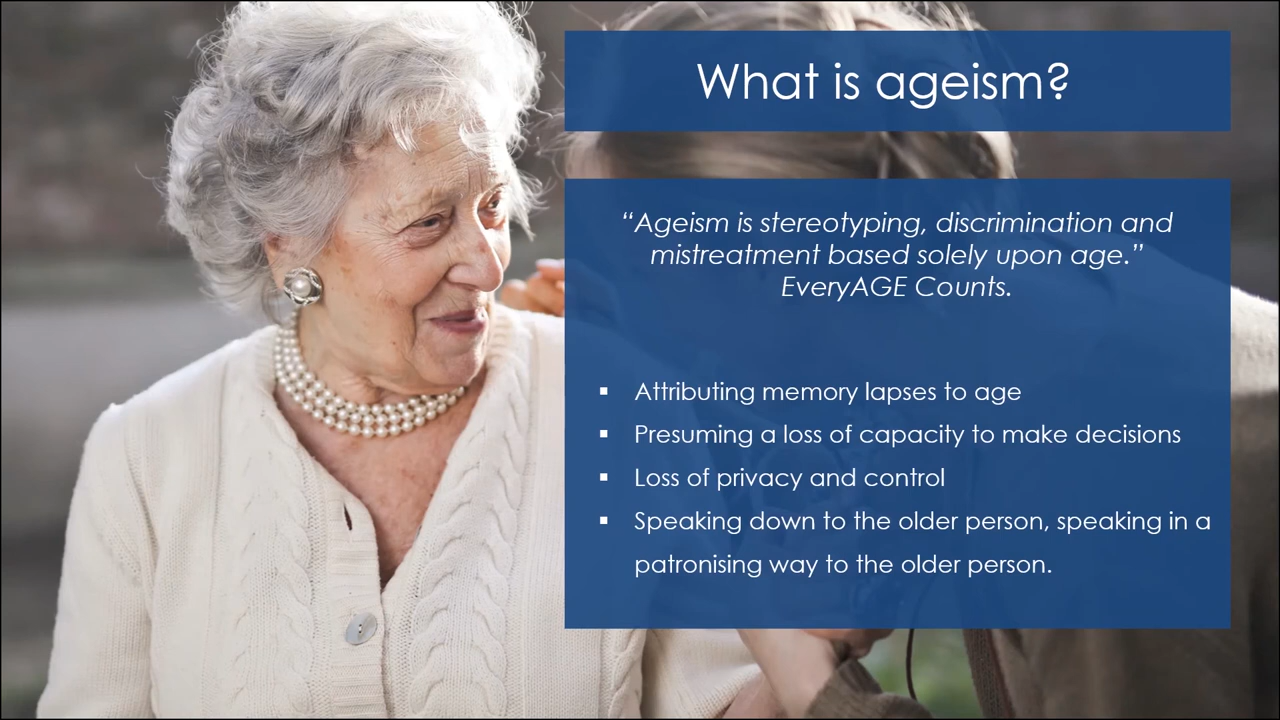 What is ageism?
“Ageism is stereotyping, discrimination and
mistreatment based solely upon age.”
EveryAGE Counts.
▪ Attributing memory lapses to age
▪ Presuming a loss of capacity to make decisions
▪ Loss of privacy and control
▪ Speaking down to the older person, speaking in a
patronising way to the older person.